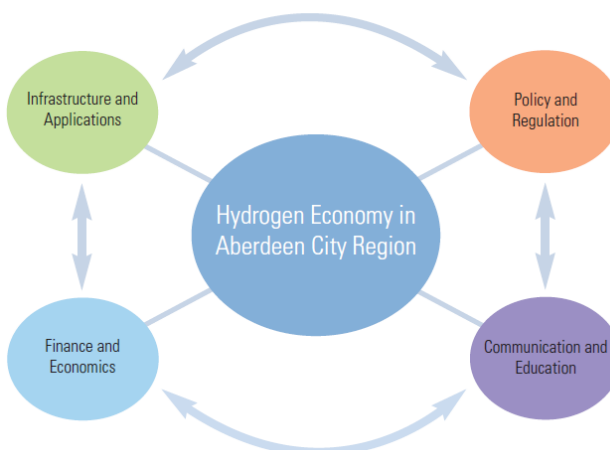 Infrastructure and
Applications
Policy and
Regulation
Hydrogen Economy in
Aberdeen City Region
Finance and
Economics
Communication and
Education